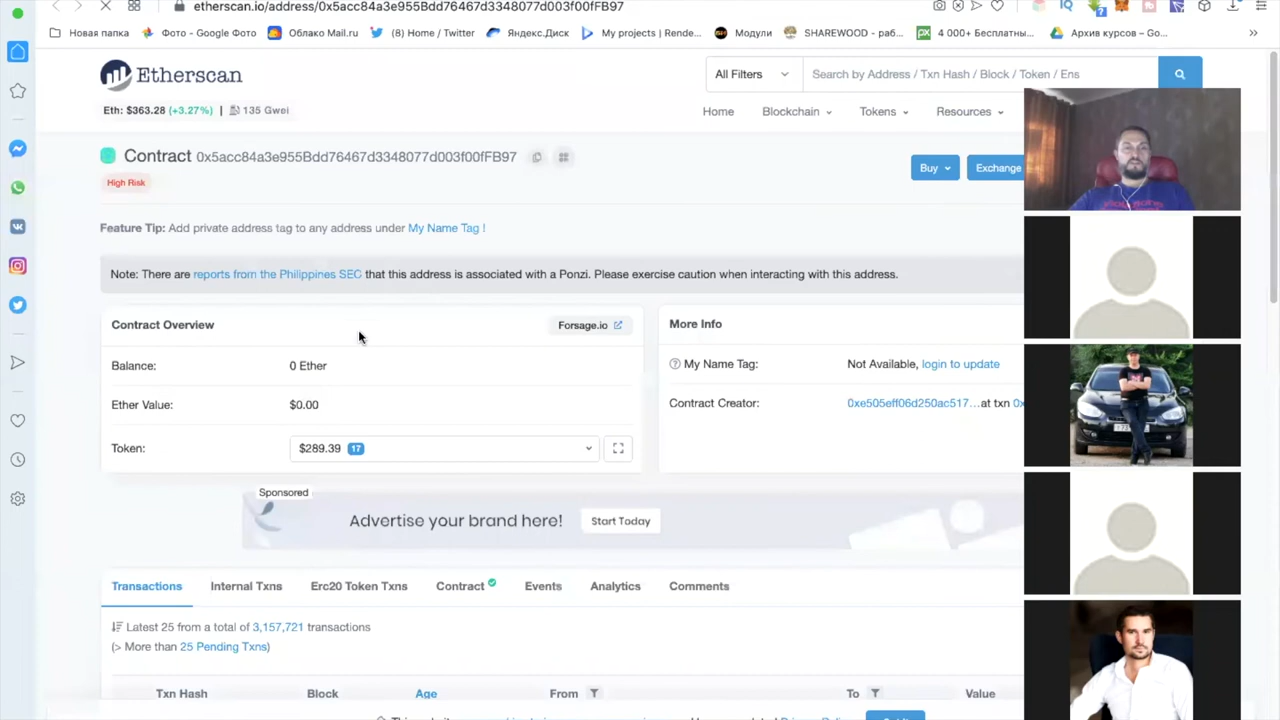 etherscan.io/address/0x5acc84a3e955Bdd76467d3348077d003f00fFB97
Новая папка
Фото - Google Фото
Облако Mail.ru
(8) Home / Twitter
Яндекс.Диск
My projects | Rende...
Модули
SHAREWOOD - раб...
4 000+ Бесплатны...
Архив курсов – Go...
Etherscan
All Filters
Search by Address / Txn Hash / Block / Token / Ens
Eth: $363.28 (+3.27%) | 135 Gwei
Home
Blockchain
Tokens
Resources
Contract 0x5acc84a3e955Bdd76467d3348077d003f00fFB97
Buy
Exchange
High Risk
Feature Tip: Add private address tag to any address under My Name Tag !
Note: There are reports from the Philippines SEC that this address is associated with a Ponzi. Please exercise caution when interacting with this address.
Contract Overview
Forsage.io
More Info
Balance:
0 Ether
My Name Tag:
Not Available, login to update
Ether Value:
$0.00
Contract Creator:
0xe505eff06d250ac517... at txn 0x
Token:
$289.39 17
Sponsored
Advertise your brand here!
Start Today
Transactions
Internal Txns
Erc20 Token Txns
Contract
Events
Analytics
Comments
Latest 25 from a total of 3,157,721 transactions
(> More than 25 Pending Txns)
Txn Hash
Block
Age
From
To
Value